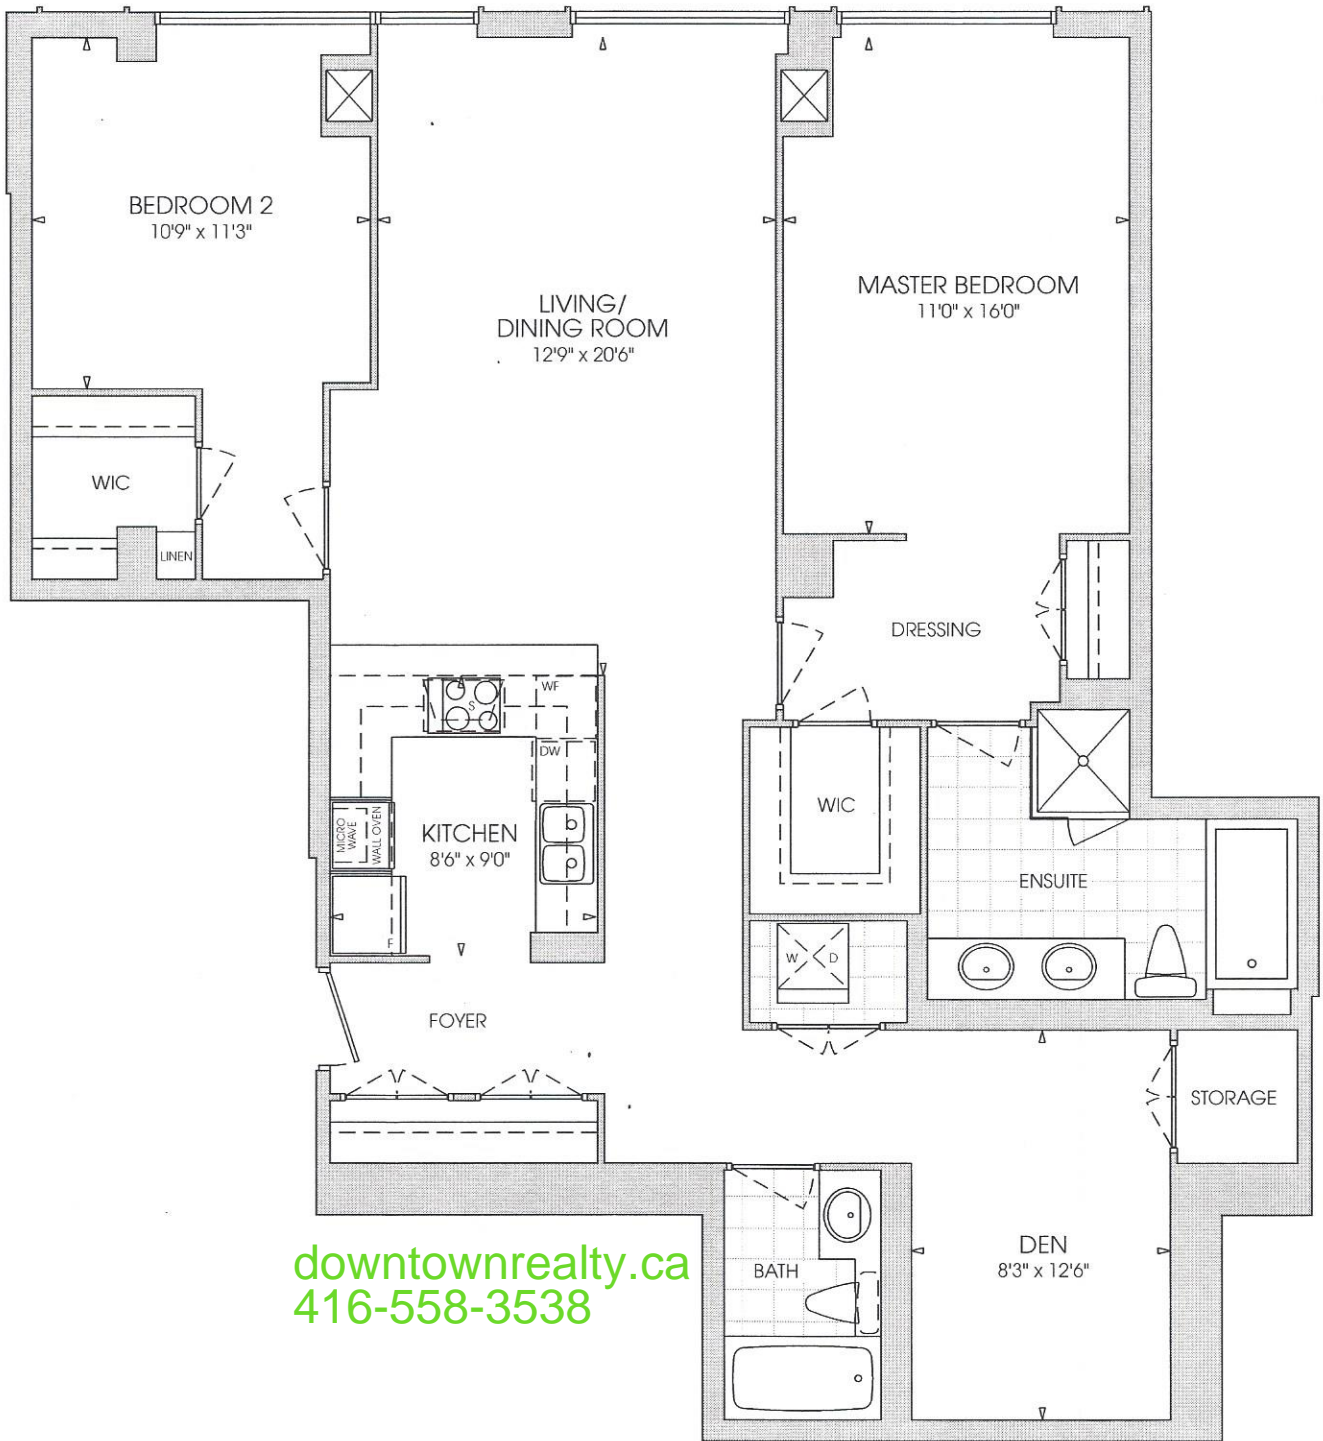 BEDROOM 2
10'9" x 11'3"
LIVING/
DINING ROOM
12'9" x 20'6"
MASTER BEDROOM
11'0" x 16'0"
WIC
LINEN
DRESSING
WF
S
DW
MICRO
WAVE
WALL OVEN
KITCHEN
8'6" x 9'0"
F
WIC
ENSUITE
W
D
FOYER
STORAGE
BATH
DEN
8'3" x 12'6"
downtownrealty.ca
416-558-3538